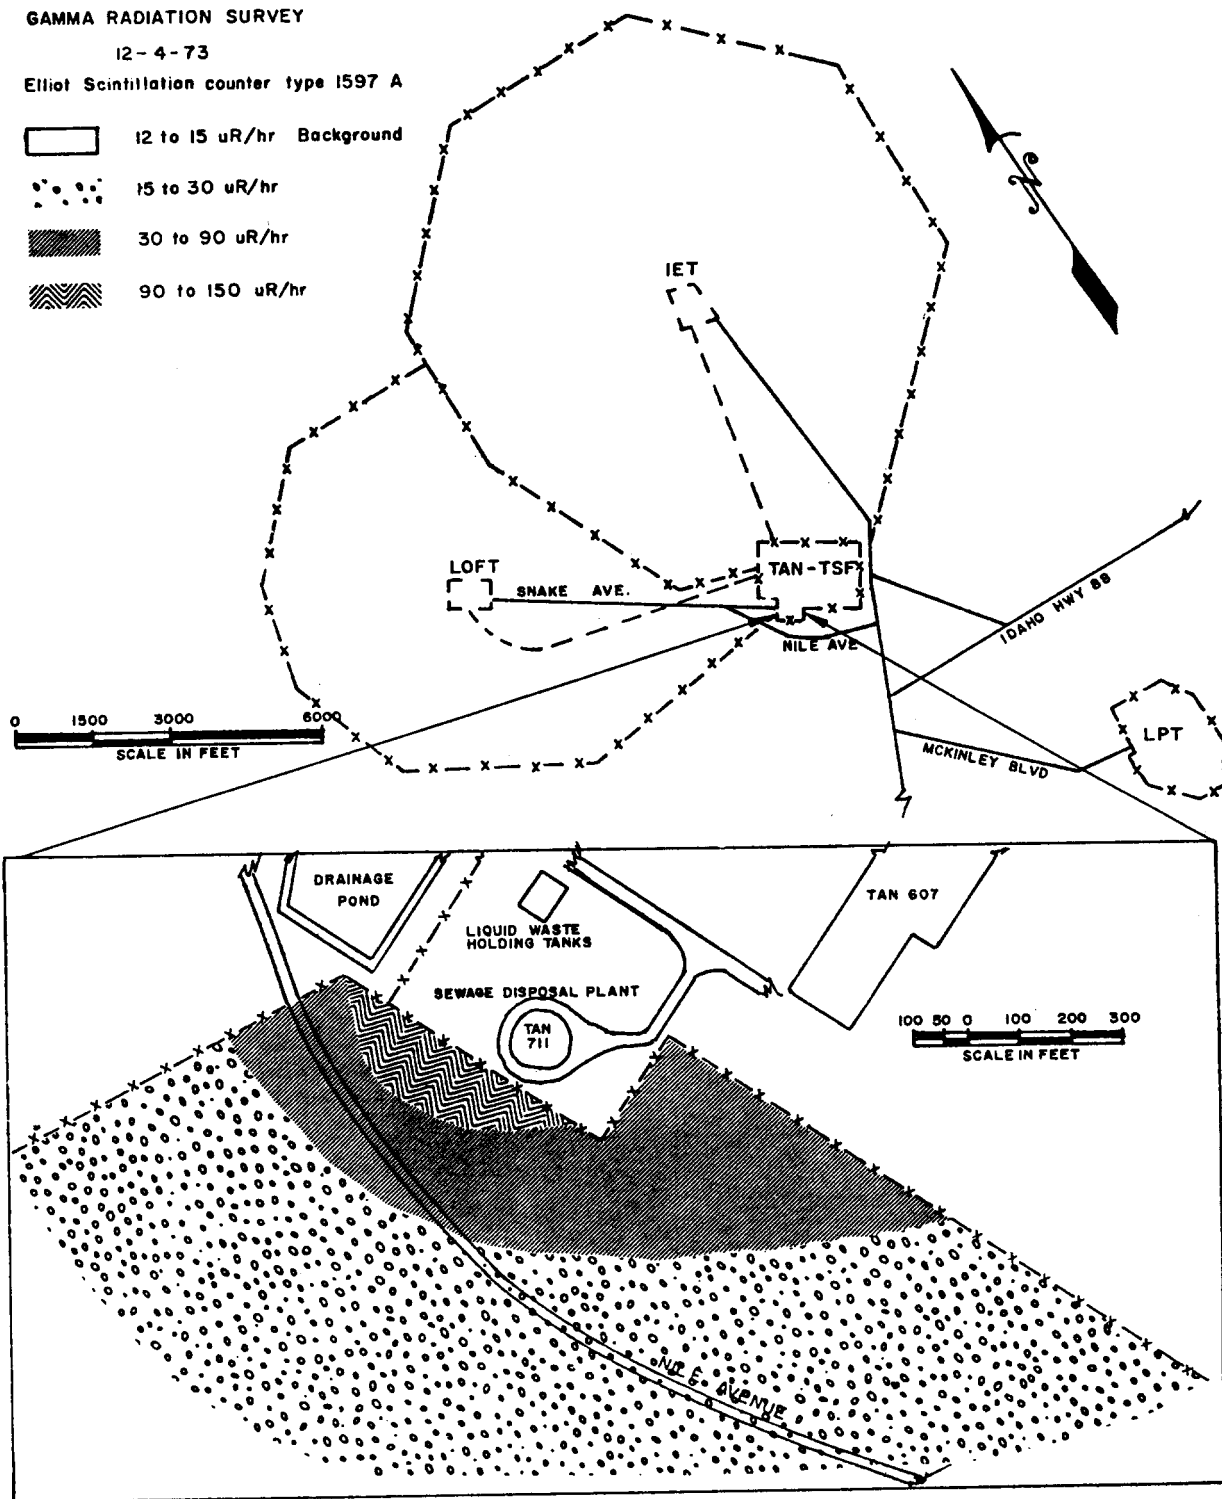 GAMMA RADIATION SURVEY
12-4-73
Elliot Scintillation counter type 1597 A
12 to 15 uR/hr Background
15 to 30 uR/hr
30 to 90 uR/hr
90 to 150 uR/hr
N
IET
LOFT
SNAKE AVE.
TAN-TSF
NILE AVE
IDAHO HWY 88
MCKINLEY BLVD
LPT
0 1500 3000 6000
SCALE IN FEET
DRAINAGE
POND
LIQUID WASTE
HOLDING TANKS
TAN 607
SEWAGE DISPOSAL PLANT
TAN
711
100 50 0 100 200 300
SCALE IN FEET
NILE AVENUE